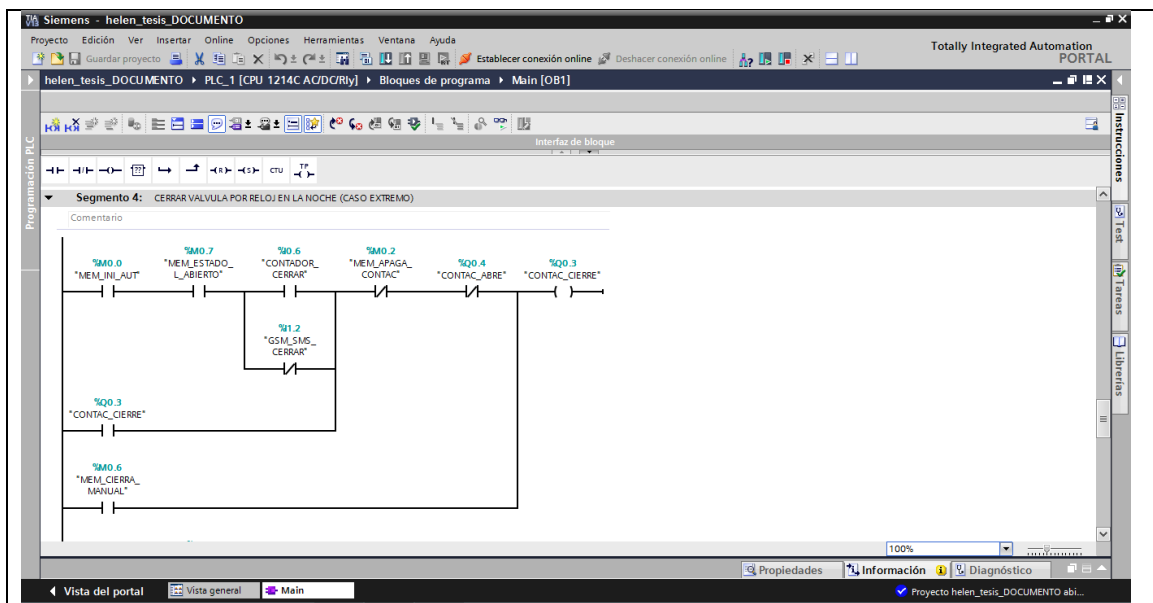 Siemens - helen_tesis_DOCUMENTO
Proyecto Edición Ver Insertar Online Opciones Herramientas Ventana Ayuda
Totally Integrated Automation
PORTAL
Guardar proyecto Establecer conexión online Deshacer conexión online
helen_tesis_DOCUMENTO PLC_1 [CPU 1214C AC/DC/Rly] Bloques de programa Main [OB1]
Interfaz de bloque
CTU TP
Segmento 4: CERRAR VALVULA POR RELOJ EN LA NOCHE (CASO EXTREMO)
Comentario
%M0.0
"MEM_INI_AUT"
%M0.7
"MEM_ESTADO_
L_ABIERTO"
%I0.6
"CONTADOR_
CERRAR"
%M0.2
"MEM_APAGA_
CONTAC"
%Q0.4
"CONTAC_ABRE"
%Q0.3
"CONTAC_CIERRE"
%I1.2
"GSM_SMS_
CERRAR"
%Q0.3
"CONTAC_CIERRE"
%M0.6
"MEM_CIERRA_
MANUAL"
100%
Propiedades Información Diagnóstico
Vista del portal Vista general Main
Proyecto helen_tesis_DOCUMENTO abi...
Programación PLC
Instrucciones
Test
Tareas
Librerías